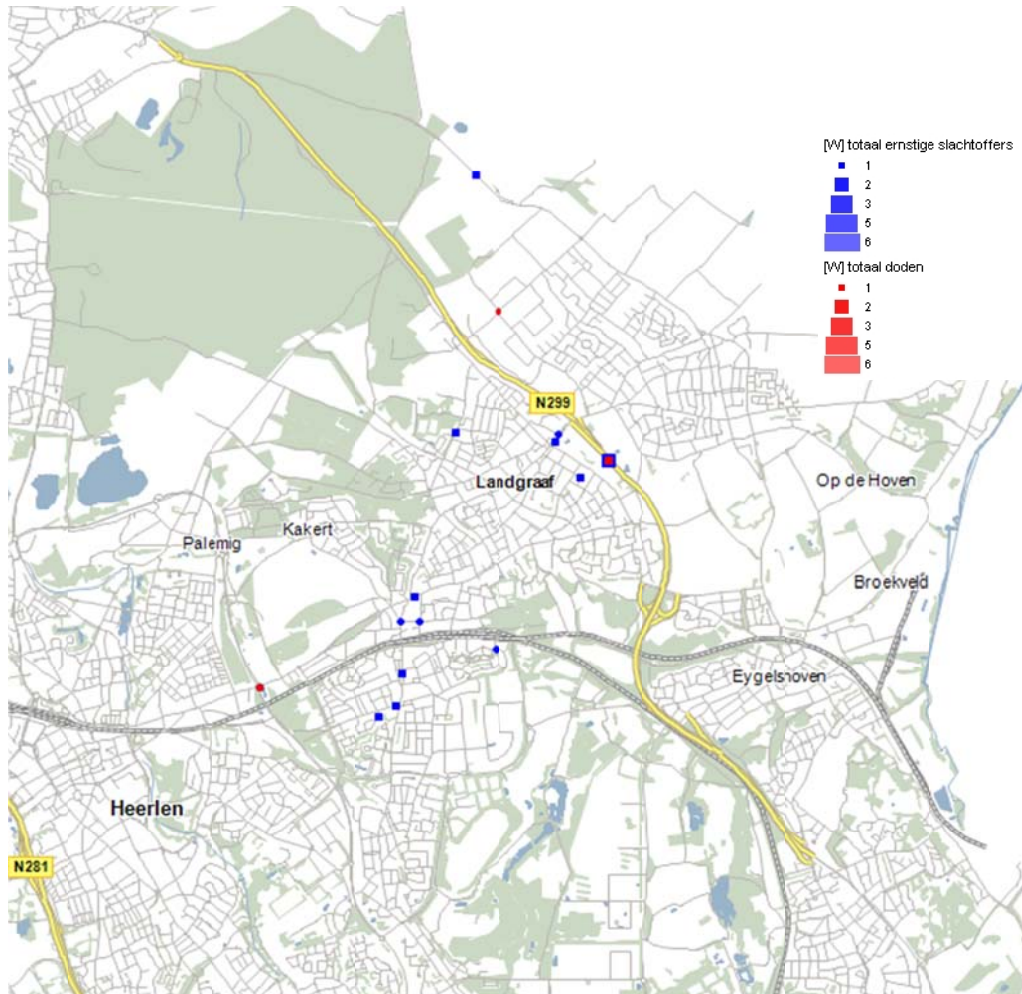 [W] totaal ernstige slachtoffers
1
2
3
5
6
[W] totaal doden
1
2
3
5
6
N299
Landgraaf
Op de Hoven
Kakert
Palemig
Broekveld
Eygelshoven
Heerlen
N281